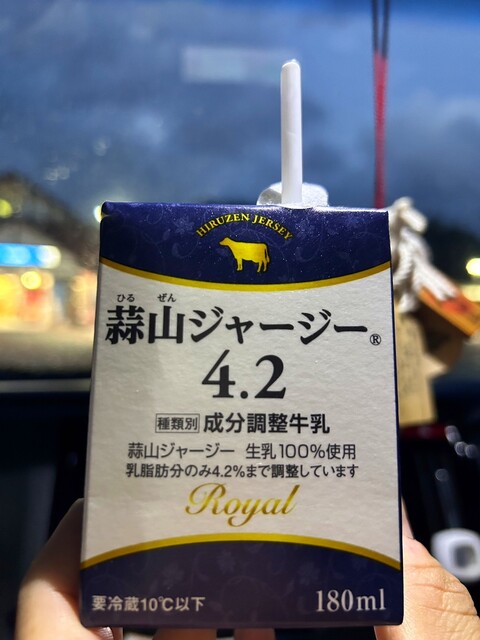 HIRUZEN JERSEY
ひる ぜん
蒜山ジャージー®
4.2
種類別 成分調整牛乳
蒜山ジャージー 生乳100%使用
乳脂肪分のみ4.2%まで調整しています
Royal
要冷蔵10℃以下
180ml